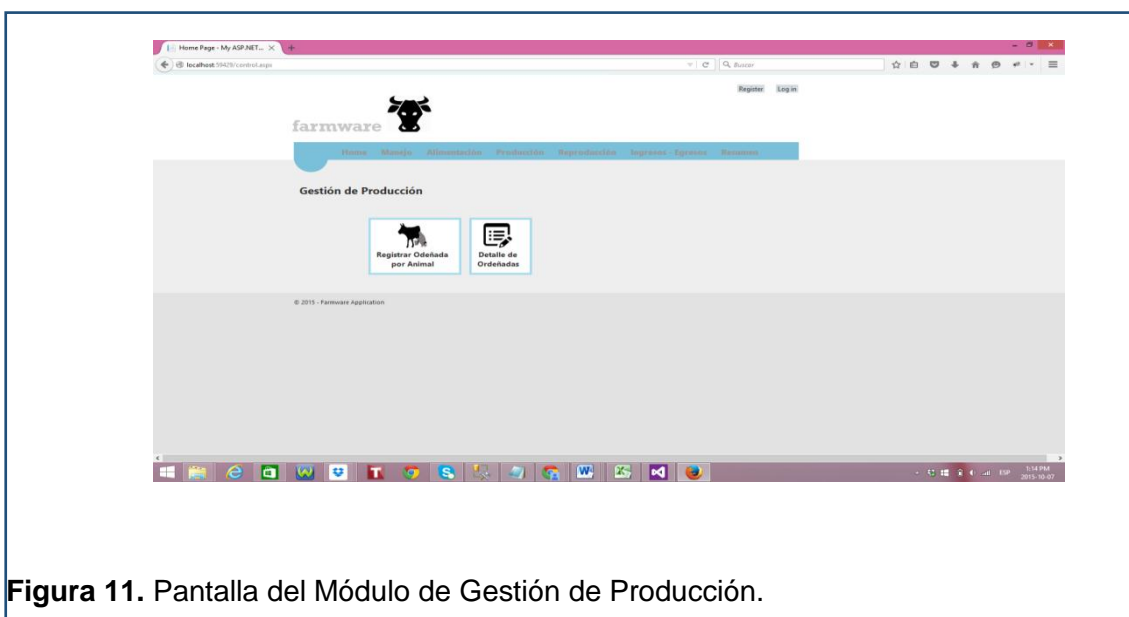 Home Page - My ASP.NET...
localhost:59429/control.aspx
Buscar
Register Log in
farmware
Home Manejo Alimentación Producción Reproducción Ingresos - Egresos Resumen
Gestión de Producción
Registrar Odeñada
por Animal
Detalle de
Ordeñadas
© 2015 - Farmware Application
ESP
1:14 PM
2015-10-07
Figura 11. Pantalla del Módulo de Gestión de Producción.